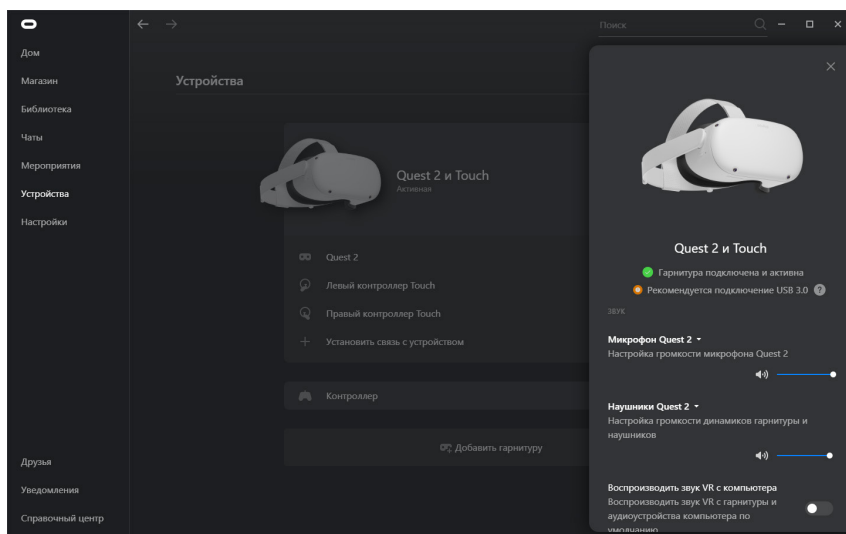 Поиск
Дом
Магазин
Библиотека
Чаты
Мероприятия
Устройства
Настройки
Друзья
Уведомления
Справочный центр
Устройства
Quest 2 и Touch
Активная
Quest 2
Левый контроллер Touch
Правый контроллер Touch
Установить связь с устройством
Контроллер
Добавить гарнитуру
Quest 2 и Touch
Гарнитура подключена и активна
Рекомендуется подключение USB 3.0 ?
ЗВУК
Микрофон Quest 2
Настройка громкости микрофона Quest 2
Наушники Quest 2
Настройка громкости динамиков гарнитуры и
наушников
Воспроизводить звук VR с компьютера
Воспроизводить звук VR с гарнитуры и
аудиоустройства компьютера по
умолчанию